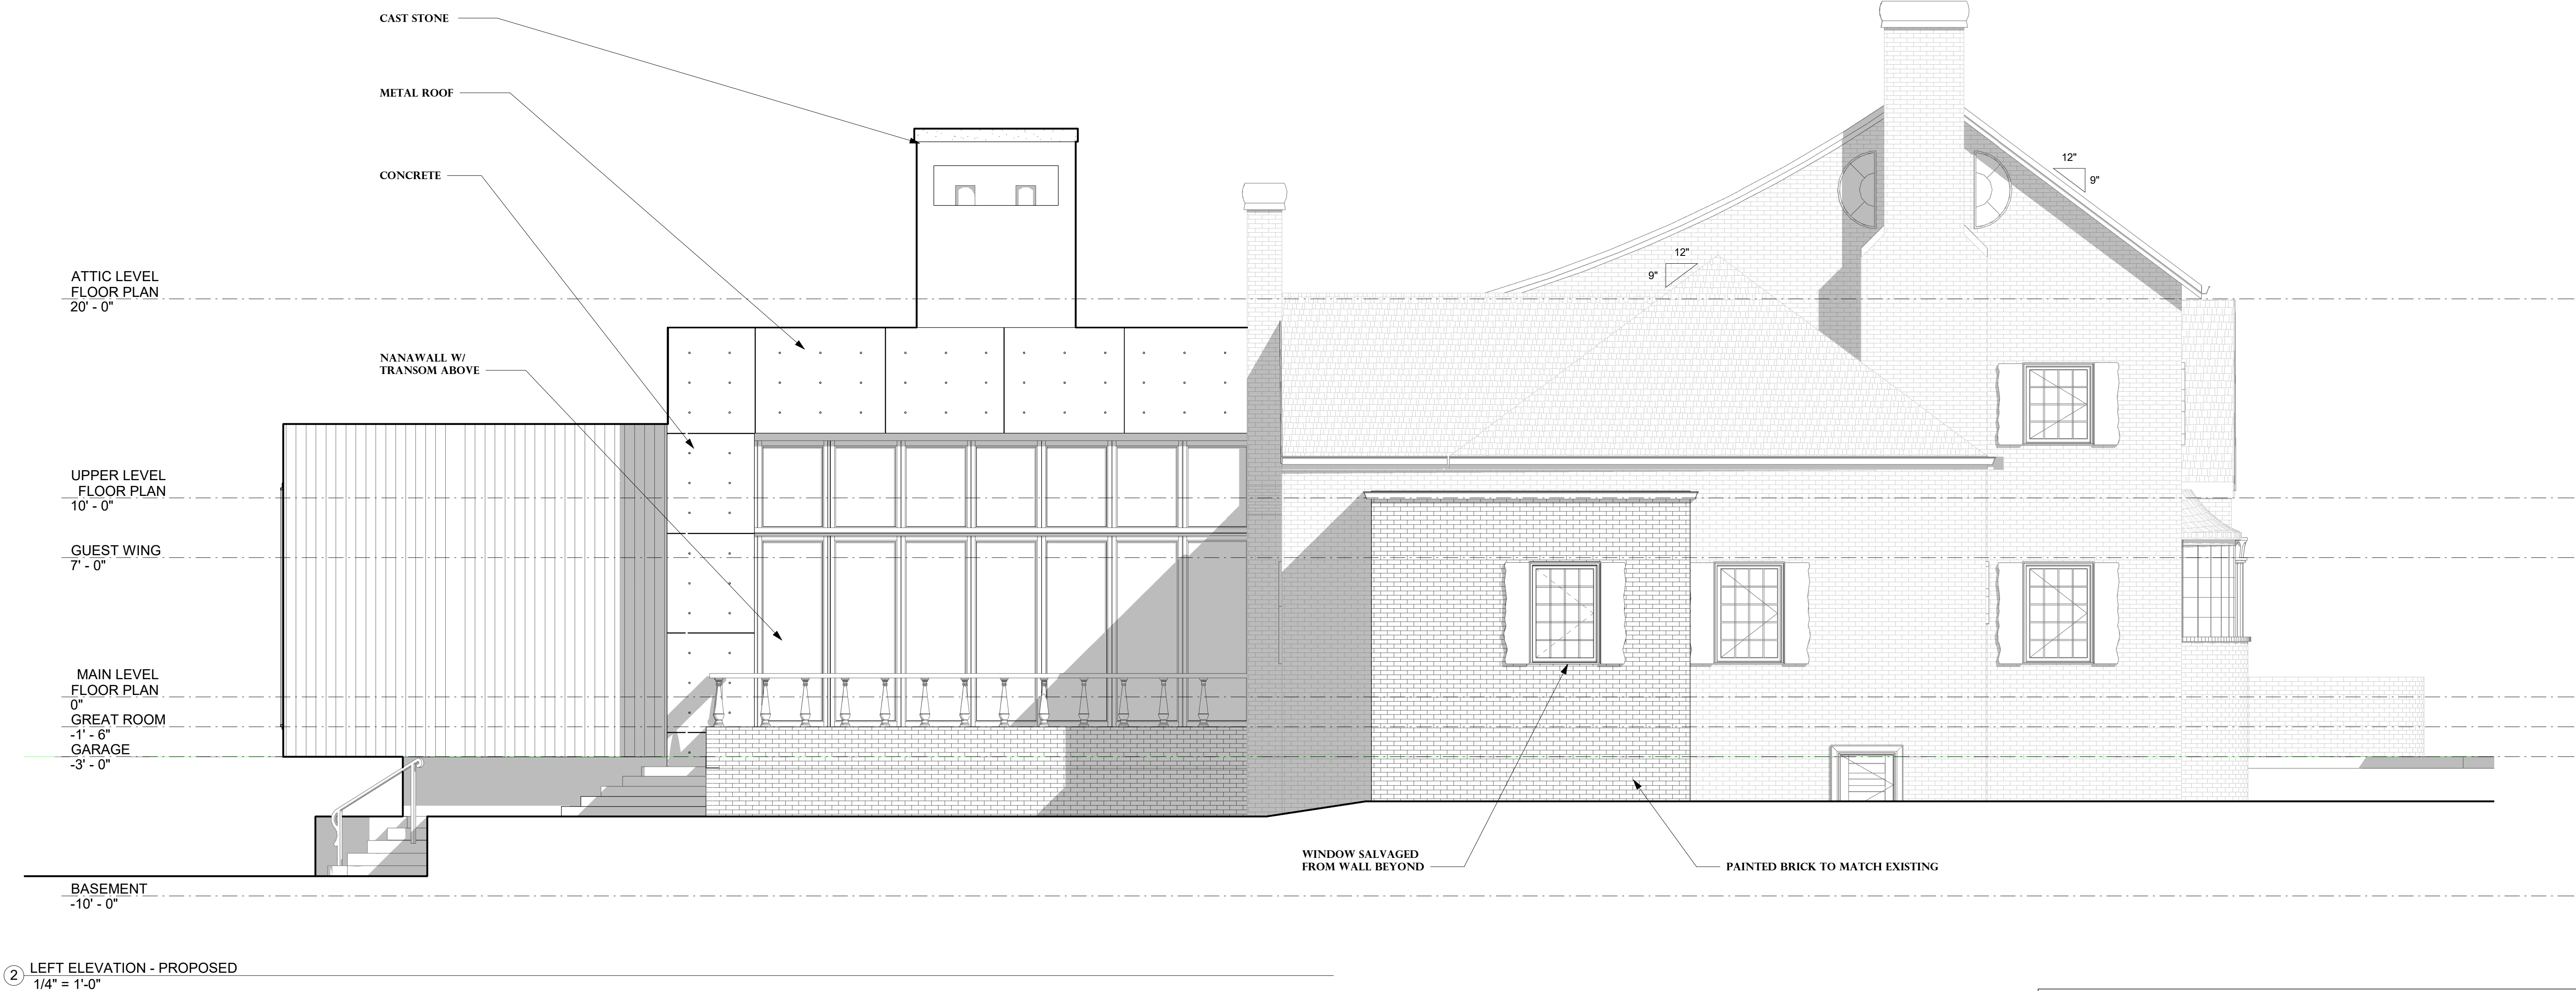 CAST STONE
METAL ROOF
CONCRETE
NANAWALL W/
TRANSOM ABOVE
12"
9"
12"
9"
ATTIC LEVEL
FLOOR PLAN
20' - 0"
UPPER LEVEL
FLOOR PLAN
10' - 0"
GUEST WING
7' - 0"
MAIN LEVEL
FLOOR PLAN
0"
GREAT ROOM
-1' - 6"
GARAGE
-3' - 0"
BASEMENT
-10' - 0"
WINDOW SALVAGED
FROM WALL BEYOND
PAINTED BRICK TO MATCH EXISTING
2
LEFT ELEVATION - PROPOSED
1/4" = 1'-0"